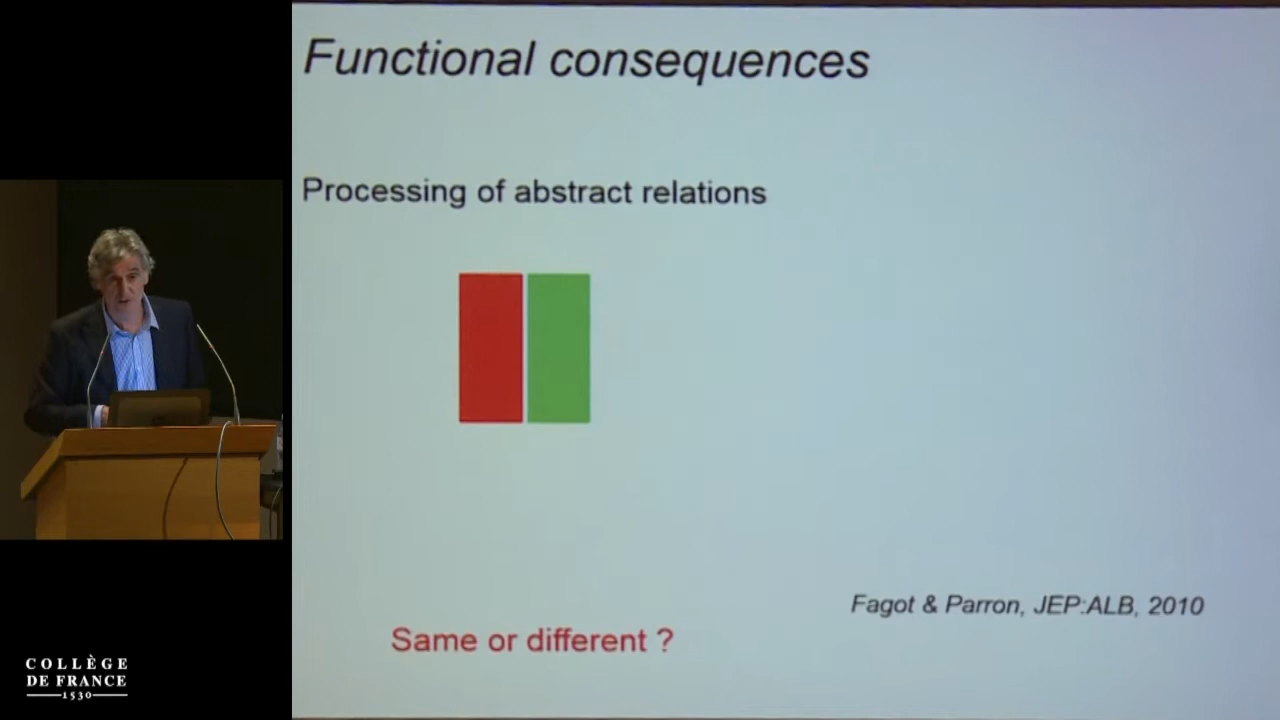 Functional consequences
Processing of abstract relations
Fagot & Parron, JEP:ALB, 2010
Same or different ?
COLLÈGE
DE FRANCE
1530